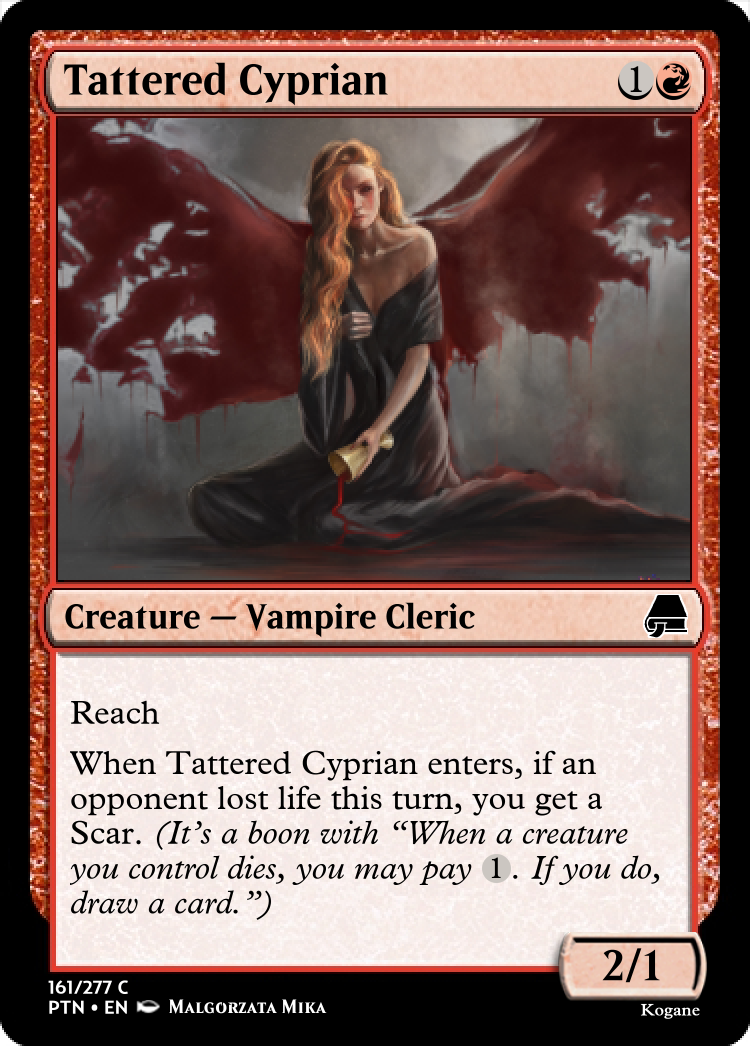 Tattered Cyprian 1
Creature — Vampire Cleric
Reach
When Tattered Cyprian enters, if an
opponent lost life this turn, you get a
Scar. (It's a boon with “When a creature
you control dies, you may pay 1. If you do,
draw a card.”)
2/1
161/277 C
PTN • EN MALGORZATA MIKA
Kogane